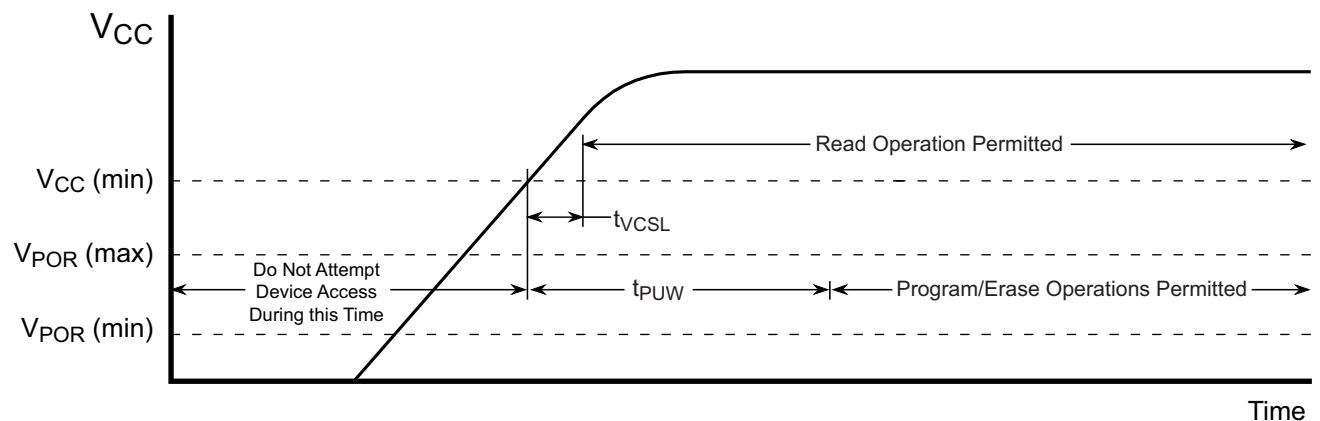 VCC
Read Operation Permitted
VCC (min)
tVCSL
VPOR (max)
Do Not Attempt
Device Access
During this Time
tPUW
Program/Erase Operations Permitted
VPOR (min)
Time